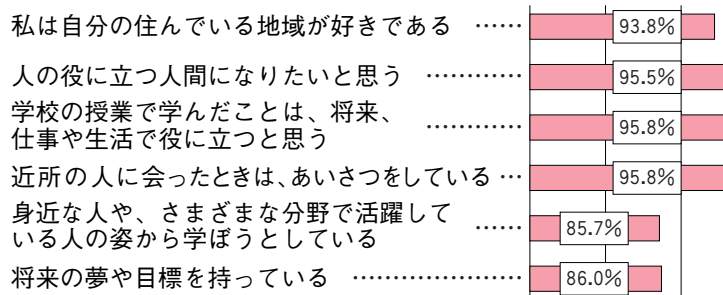 私は自分の住んでいる地域が好きである …… 93.8%
人の役に立つ人間になりたいと思う ………… 95.5%
学校の授業で学んだことは、将来、
仕事や生活で役に立つと思う ………… 95.8%
近所の人に会ったときは、あいさつをしている … 95.8%
身近な人や、さまざまな分野で活躍して
いる人の姿から学ぼうとしている …… 85.7%
将来の夢や目標を持っている ………………… 86.0%